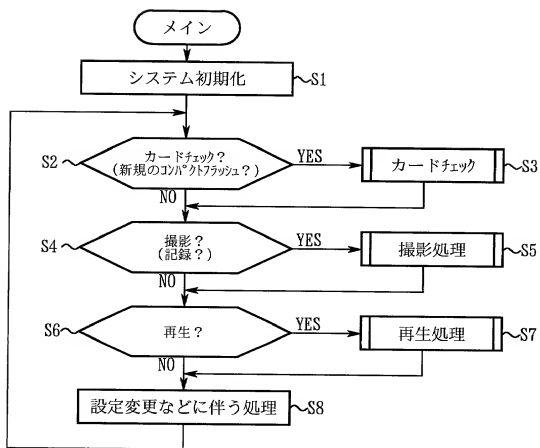 メイン
システム初期化
S1
カードチェック?
(新規のコンパクトフラッシュ?)
S2
YES
カードチェック
S3
NO
撮影?
(記録?)
S4
YES
撮影処理
S5
NO
再生?
S6
YES
再生処理
S7
NO
設定変更などに伴う処理
S8